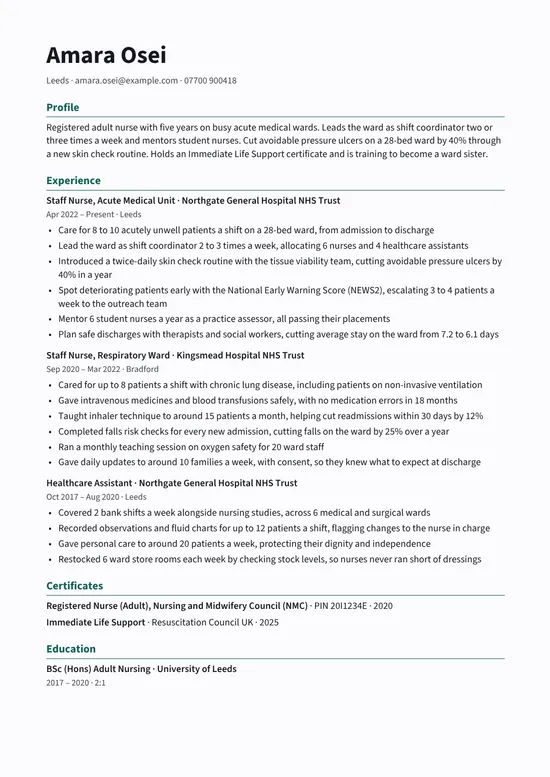 Amara Osei
Leeds · amara.osei@example.com · 07700 900418
Profile
Registered adult nurse with five years on busy acute medical wards. Leads the ward as shift coordinator two or
three times a week and mentors student nurses. Cut avoidable pressure ulcers on a 28-bed ward by 40% through
a new skin check routine. Holds an Immediate Life Support certificate and is training to become a ward sister.
Experience
Staff Nurse, Acute Medical Unit · Northgate General Hospital NHS Trust
Apr 2022 – Present · Leeds
• Care for 8 to 10 acutely unwell patients a shift on a 28-bed ward, from admission to discharge
• Lead the ward as shift coordinator 2 to 3 times a week, allocating 6 nurses and 4 healthcare assistants
• Introduced a twice-daily skin check routine with the tissue viability team, cutting avoidable pressure ulcers by
40% in a year
• Spot deteriorating patients early with the National Early Warning Score (NEWS2), escalating 3 to 4 patients a
week to the outreach team
• Mentor 6 student nurses a year as a practice assessor, all passing their placements
• Plan safe discharges with therapists and social workers, cutting average stay on the ward from 7.2 to 6.1 days
Staff Nurse, Respiratory Ward · Kingsmead Hospital NHS Trust
Sep 2020 – Mar 2022 · Bradford
• Cared for up to 8 patients a shift with chronic lung disease, including patients on non-invasive ventilation
• Gave intravenous medicines and blood transfusions safely, with no medication errors in 18 months
• Taught inhaler technique to around 15 patients a month, helping cut readmissions within 30 days by 12%
• Completed falls risk checks for every new admission, cutting falls on the ward by 25% over a year
• Ran a monthly teaching session on oxygen safety for 20 ward staff
• Gave daily updates to around 10 families a week, with consent, so they knew what to expect at discharge
Healthcare Assistant · Northgate General Hospital NHS Trust
Oct 2017 – Aug 2020 · Leeds
• Covered 2 bank shifts a week alongside nursing studies, across 6 medical and surgical wards
• Recorded observations and fluid charts for up to 12 patients a shift, flagging changes to the nurse in charge
• Gave personal care to around 20 patients a week, protecting their dignity and independence
• Restocked 6 ward store rooms each week by checking stock levels, so nurses never ran short of dressings
Certificates
Registered Nurse (Adult), Nursing and Midwifery Council (NMC) · PIN 20I1234E · 2020
Immediate Life Support · Resuscitation Council UK · 2025
Education
BSc (Hons) Adult Nursing · University of Leeds
2017 – 2020 · 2:1